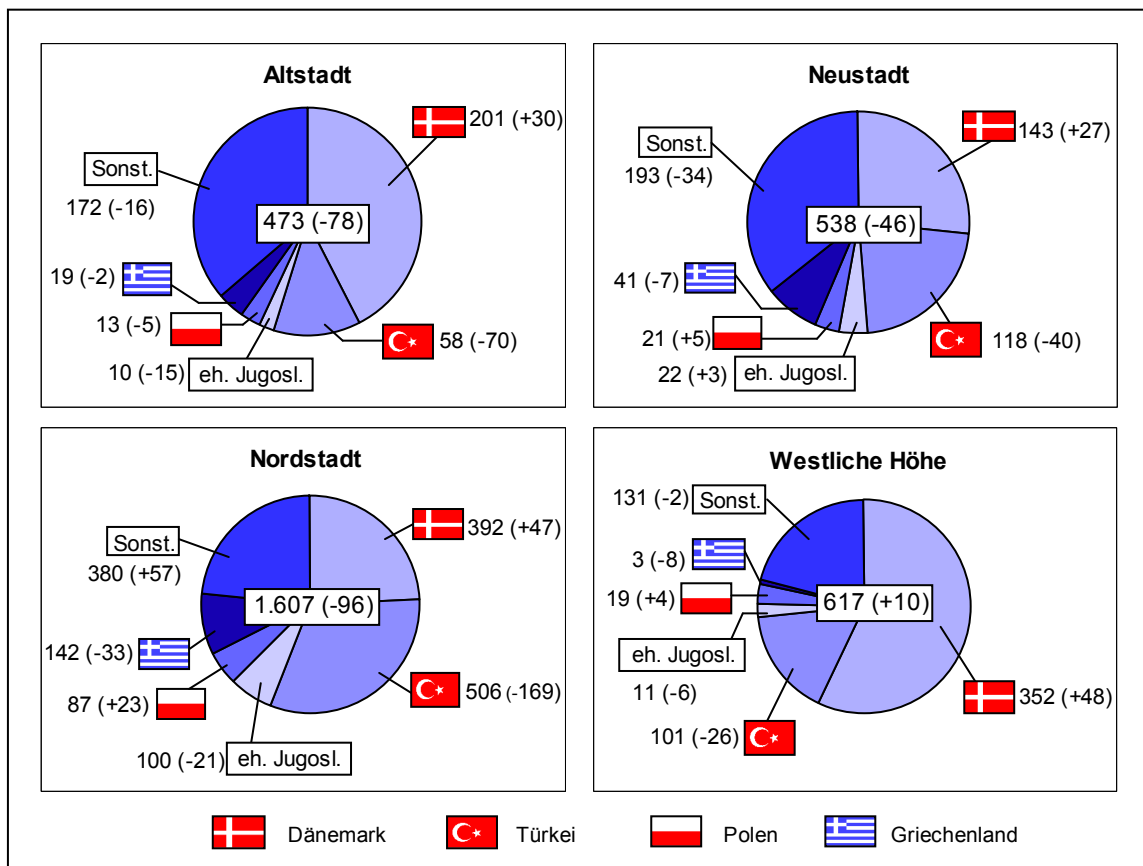 Altstadt
201 (+30)
Sonst.
172 (-16)
473 (-78)
19 (-2)
13 (-5)
58 (-70)
10 (-15)
eh. Jugosl.
Neustadt
143 (+27)
Sonst.
193 (-34)
538 (-46)
41 (-7)
21 (+5)
118 (-40)
22 (+3)
eh. Jugosl.
Nordstadt
392 (+47)
Sonst.
380 (+57)
1.607 (-96)
142 (-33)
87 (+23)
506 (-169)
100 (-21)
eh. Jugosl.
Westliche Höhe
131 (-2)
Sonst.
3 (-8)
19 (+4)
617 (+10)
eh. Jugosl.
11 (-6)
352 (+48)
101 (-26)
Dänemark
Türkei
Polen
Griechenland